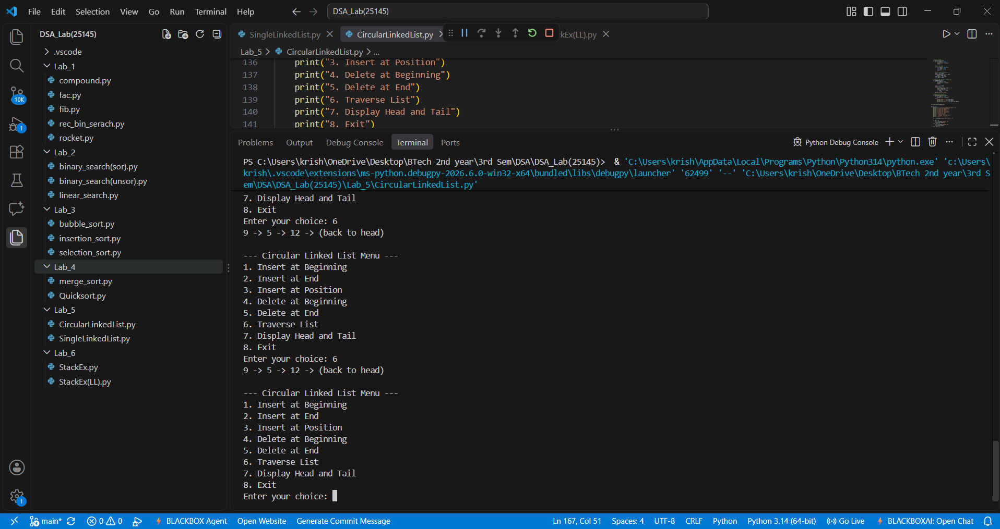 File Edit Selection View Go Run Terminal Help
DSA_Lab(25145)
DSA_Lab(25145)
.vscode
Lab_1
compound.py
fac.py
fib.py
rec_bin_serach.py
rocket.py
Lab_2
binary_search(sor).py
binary_search(unsor).py
linear_search.py
Lab_3
bubble_sort.py
insertion_sort.py
selection_sort.py
Lab_4
merge_sort.py
Quicksort.py
Lab_5
CircularLinkedList.py
SingleLinkedList.py
Lab_6
StackEx.py
StackEx(LL).py
10K
1
1
SingleLinkedList.py CircularLinkedList.py kEx(LL).py
Lab_5 > CircularLinkedList.py > ...
136 print("3. Insert at Position")
137 print("4. Delete at Beginning")
138 print("5. Delete at End")
139 print("6. Traverse List")
140 print("7. Display Head and Tail")
141 print("8. Exit")
Problems Output Debug Console Terminal Ports
Python Debug Console
PS C:\Users\krish\OneDrive\Desktop\BTech 2nd year\3rd Sem\DSA\DSA_Lab(25145)> & 'C:\Users\krish\AppData\Local\Programs\Python\Python314\python.exe' 'c:\Users\
krish\.vscode\extensions\ms-python.debugpy-2026.6.0-win32-x64\bundled\libs\debugpy\launcher' '62499' '--' 'C:\Users\krish\OneDrive\Desktop\BTech 2nd year\3rd S
em\DSA\DSA_Lab(25145)\Lab_5\CircularLinkedList.py'
7. Display Head and Tail
8. Exit
Enter your choice: 6
9 -> 5 -> 12 -> (back to head)
--- Circular Linked List Menu ---
1. Insert at Beginning
2. Insert at End
3. Insert at Position
4. Delete at Beginning
5. Delete at End
6. Traverse List
7. Display Head and Tail
8. Exit
Enter your choice: 6
9 -> 5 -> 12 -> (back to head)
--- Circular Linked List Menu ---
1. Insert at Beginning
2. Insert at End
3. Insert at Position
4. Delete at Beginning
5. Delete at End
6. Traverse List
7. Display Head and Tail
8. Exit
Enter your choice:
main* 0 0 BLACKBOX Agent Open Website Generate Commit Message
Ln 167, Col 51 Spaces: 4 UTF-8 CRLF Python Python 3.14 (64-bit) Go Live BLACKBOXAI: Open Chat